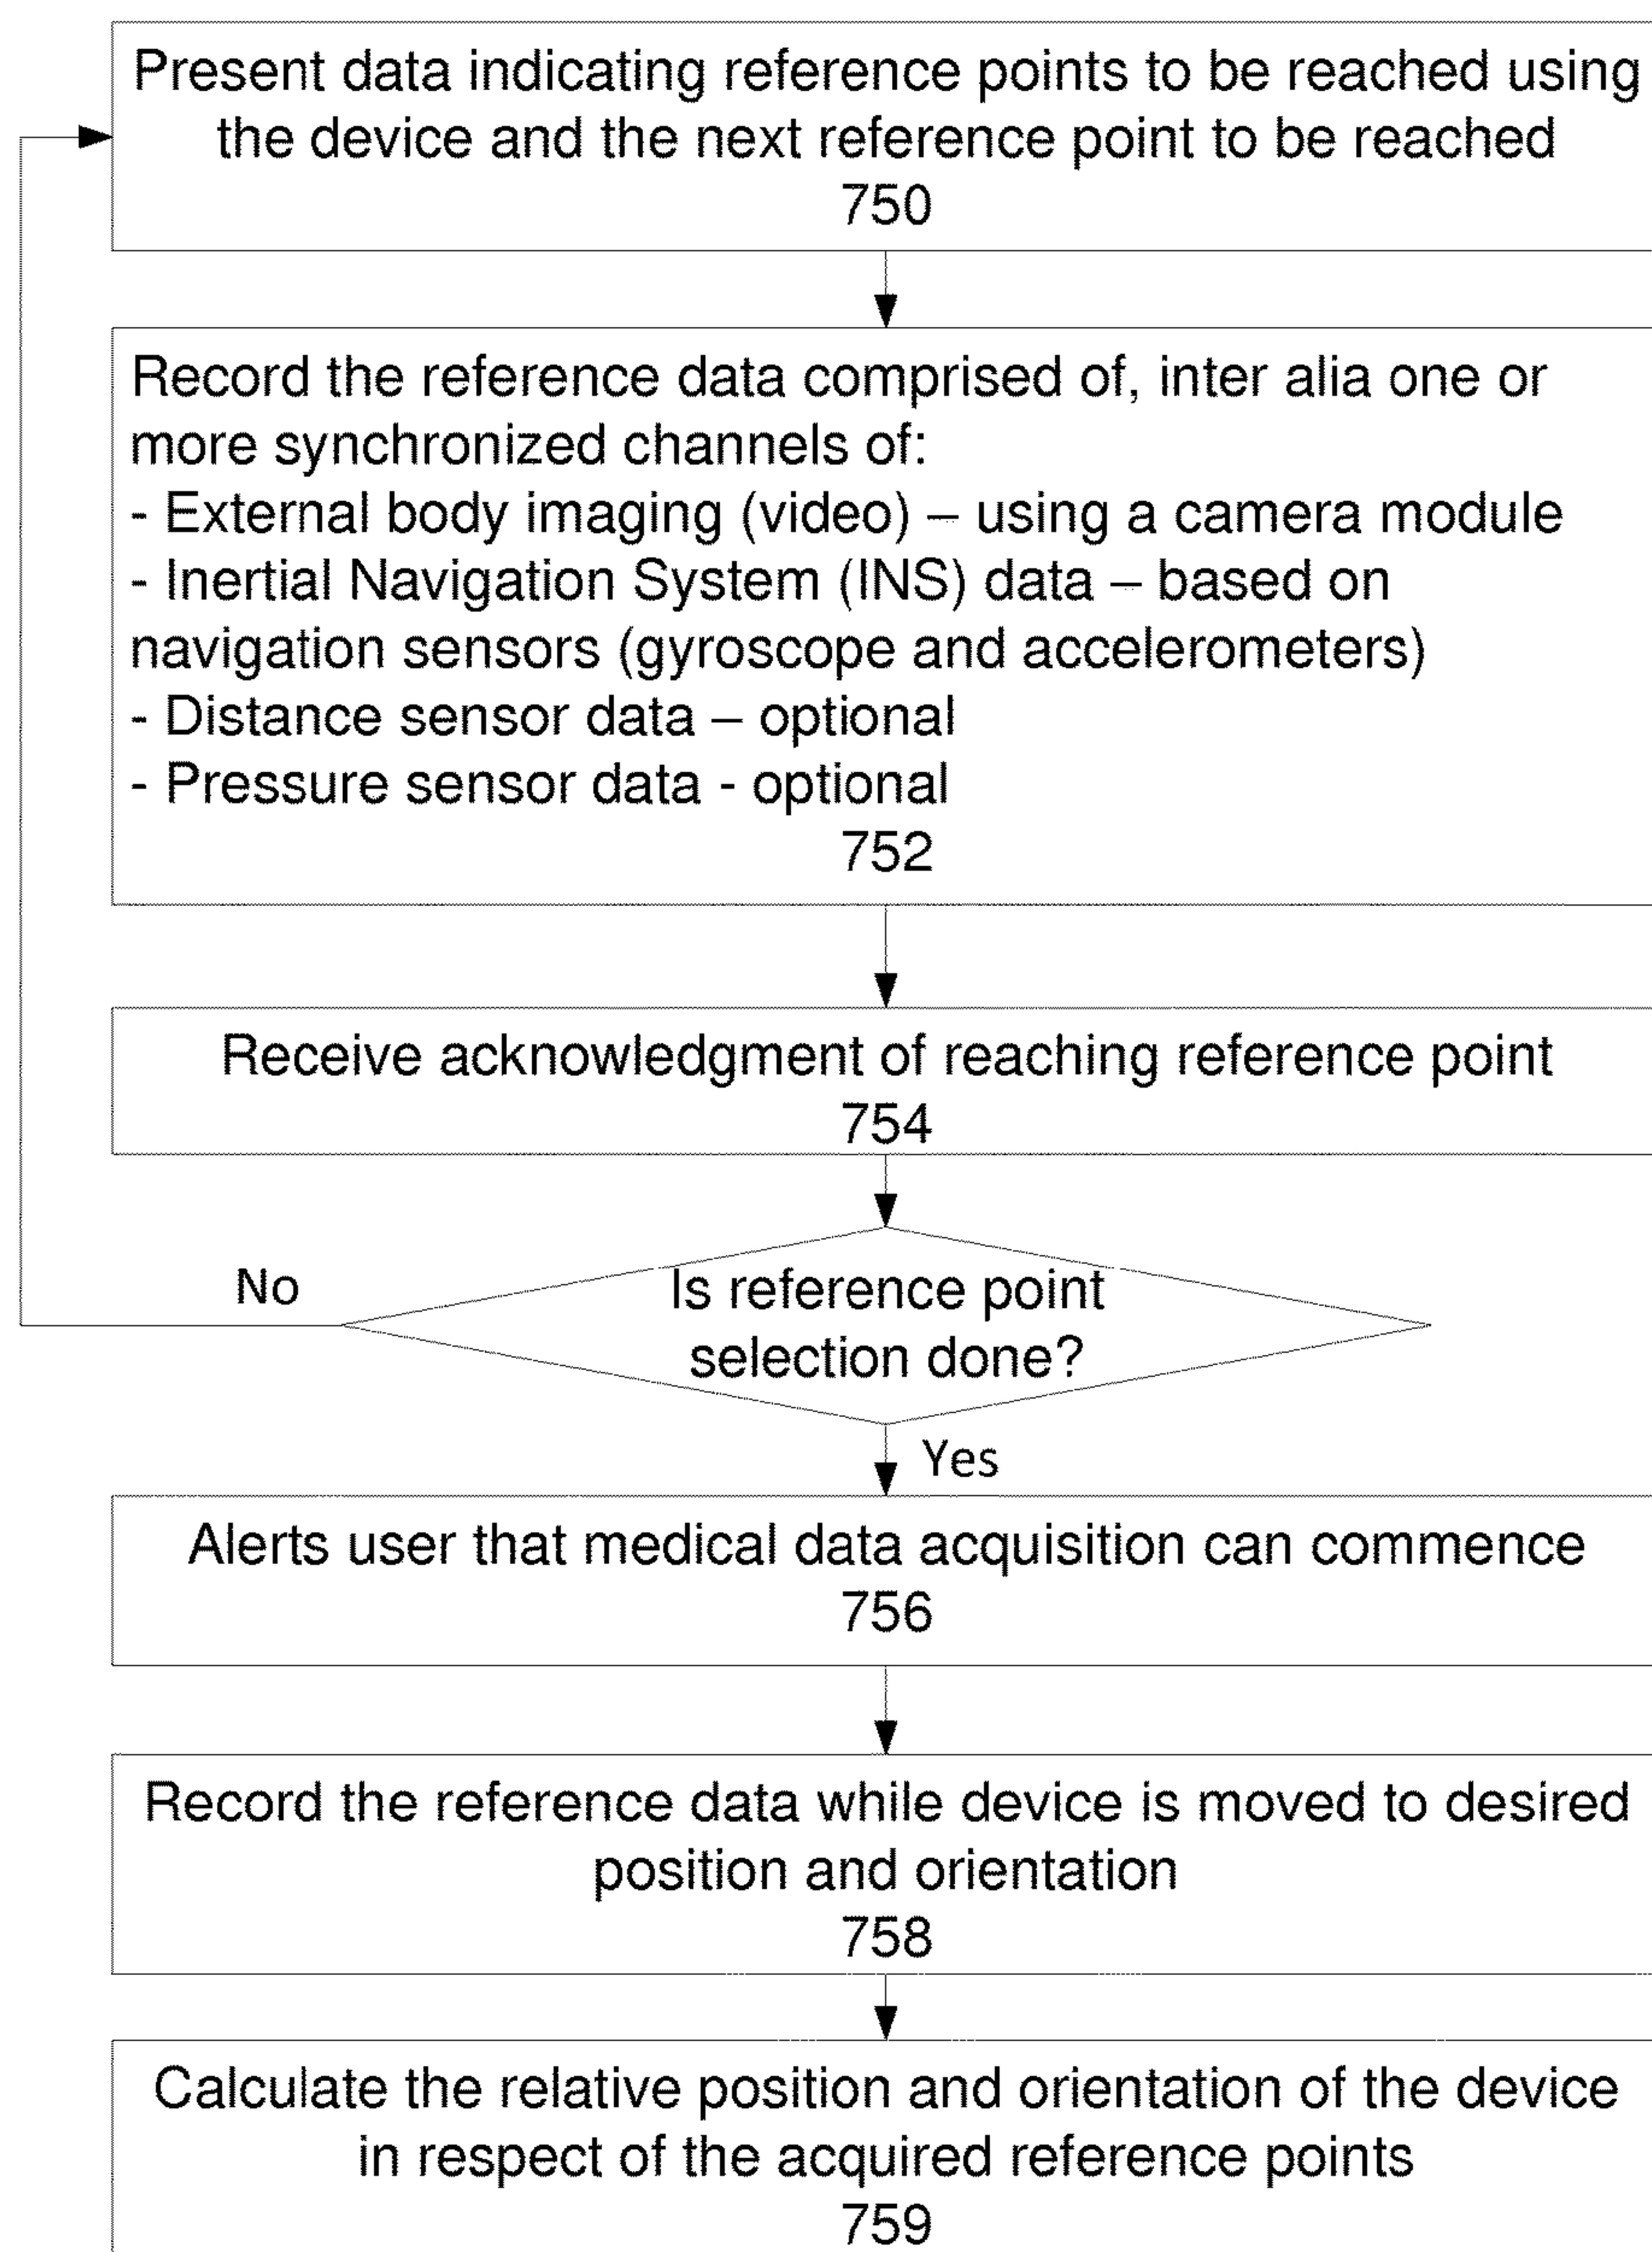 Present data indicating reference points to be reached using
the device and the next reference point to be reached
750
Record the reference data comprised of, inter alia one or
more synchronized channels of:
- External body imaging (video) – using a camera module
- Inertial Navigation System (INS) data – based on
navigation sensors (gyroscope and accelerometers)
- Distance sensor data – optional
- Pressure sensor data - optional
752
Receive acknowledgment of reaching reference point
754
No
Is reference point
selection done?
Yes
Alerts user that medical data acquisition can commence
756
Record the reference data while device is moved to desired
position and orientation
758
Calculate the relative position and orientation of the device
in respect of the acquired reference points
759